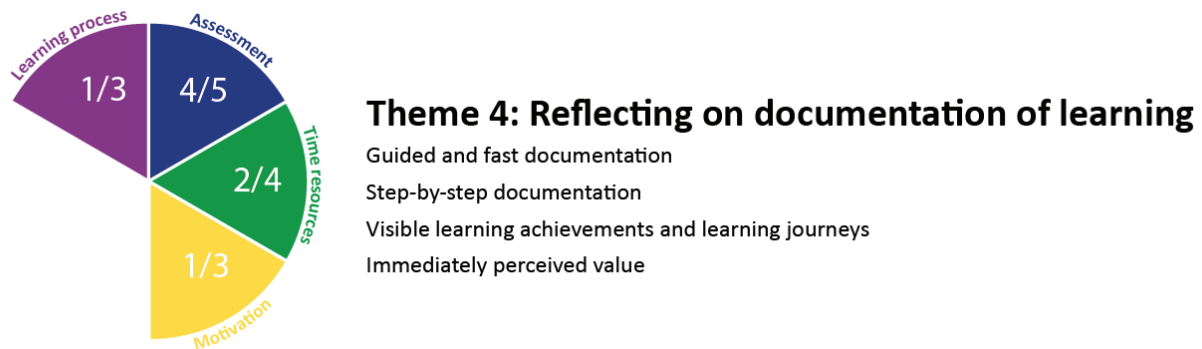 Learning process
1/3
Assessment
4/5
Time resources
2/4
Motivation
1/3
Theme 4: Reflecting on documentation of learning
Guided and fast documentation
Step-by-step documentation
Visible learning achievements and learning journeys
Immediately perceived value